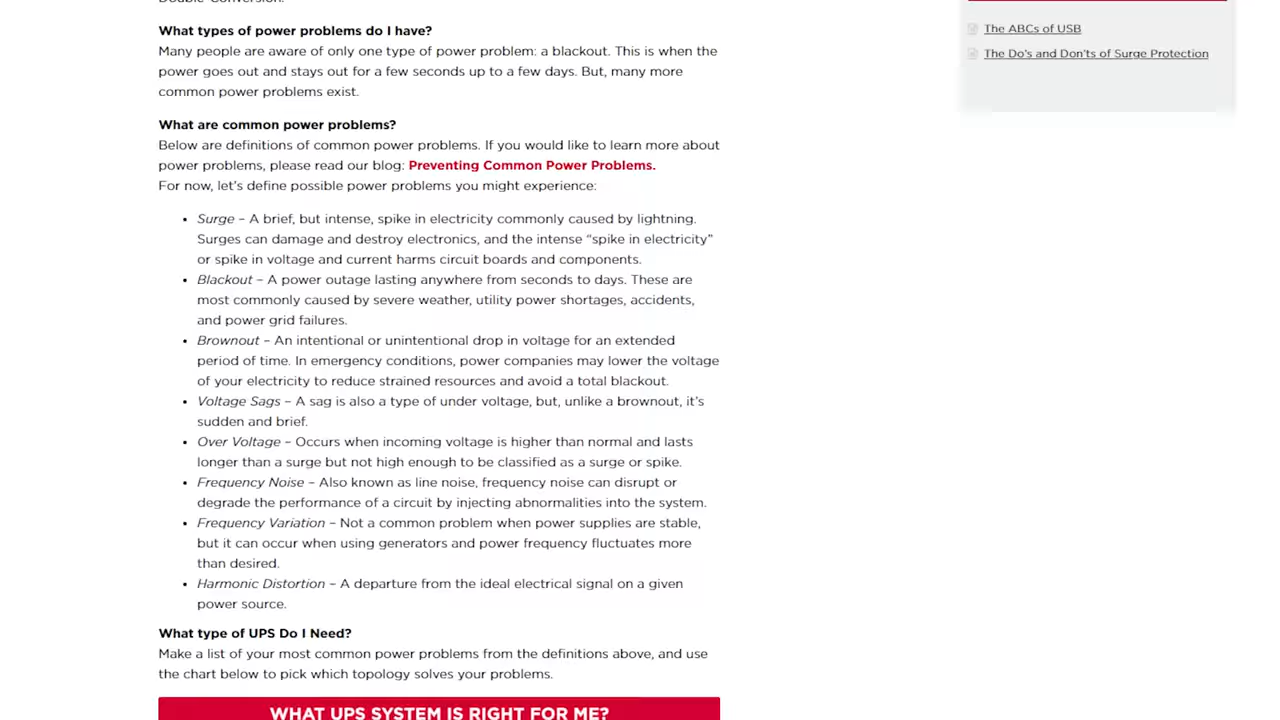 Double-Conversion.
What types of power problems do I have?
Many people are aware of only one type of power problem: a blackout. This is when the
power goes out and stays out for a few seconds up to a few days. But, many more
common power problems exist.
What are common power problems?
Below are definitions of common power problems. If you would like to learn more about
power problems, please read our blog: Preventing Common Power Problems.
For now, let's define possible power problems you might experience:
• Surge – A brief, but intense, spike in electricity commonly caused by lightning.
Surges can damage and destroy electronics, and the intense “spike in electricity”
or spike in voltage and current harms circuit boards and components.
• Blackout – A power outage lasting anywhere from seconds to days. These are
most commonly caused by severe weather, utility power shortages, accidents,
and power grid failures.
• Brownout – An intentional or unintentional drop in voltage for an extended
period of time. In emergency conditions, power companies may lower the voltage
of your electricity to reduce strained resources and avoid a total blackout.
• Voltage Sags – A sag is also a type of under voltage, but, unlike a brownout, it's
sudden and brief.
• Over Voltage – Occurs when incoming voltage is higher than normal and lasts
longer than a surge but not high enough to be classified as a surge or spike.
• Frequency Noise – Also known as line noise, frequency noise can disrupt or
degrade the performance of a circuit by injecting abnormalities into the system.
• Frequency Variation – Not a common problem when power supplies are stable,
but it can occur when using generators and power frequency fluctuates more
than desired.
• Harmonic Distortion – A departure from the ideal electrical signal on a given
power source.
What type of UPS Do I Need?
Make a list of your most common power problems from the definitions above, and use
the chart below to pick which topology solves your problems.
WHAT UPS SYSTEM IS RIGHT FOR ME?
The ABCs of USB
The Do's and Don'ts of Surge Protection